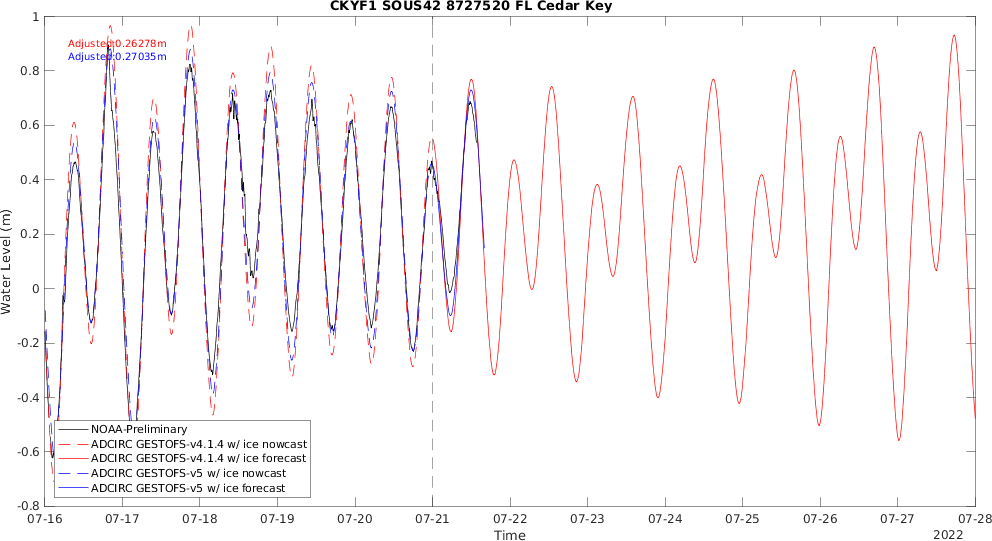 CKYF1 SOUS42 8727520 FL Cedar Key
Adjusted:0.26278m
Adjusted:0.27035m
Water Level (m)
1
0.8
0.6
0.4
0.2
0
-0.2
-0.4
-0.6
-0.8
NOAA-Preliminary
ADCIRC GESTOFS-v4.1.4 w/ ice nowcast
ADCIRC GESTOFS-v4.1.4 w/ ice forecast
ADCIRC GESTOFS-v5 w/ ice nowcast
ADCIRC GESTOFS-v5 w/ ice forecast
07-16 07-17 07-18 07-19 07-20 07-21 07-22 07-23 07-24 07-25 07-26 07-27 07-28
Time
2022